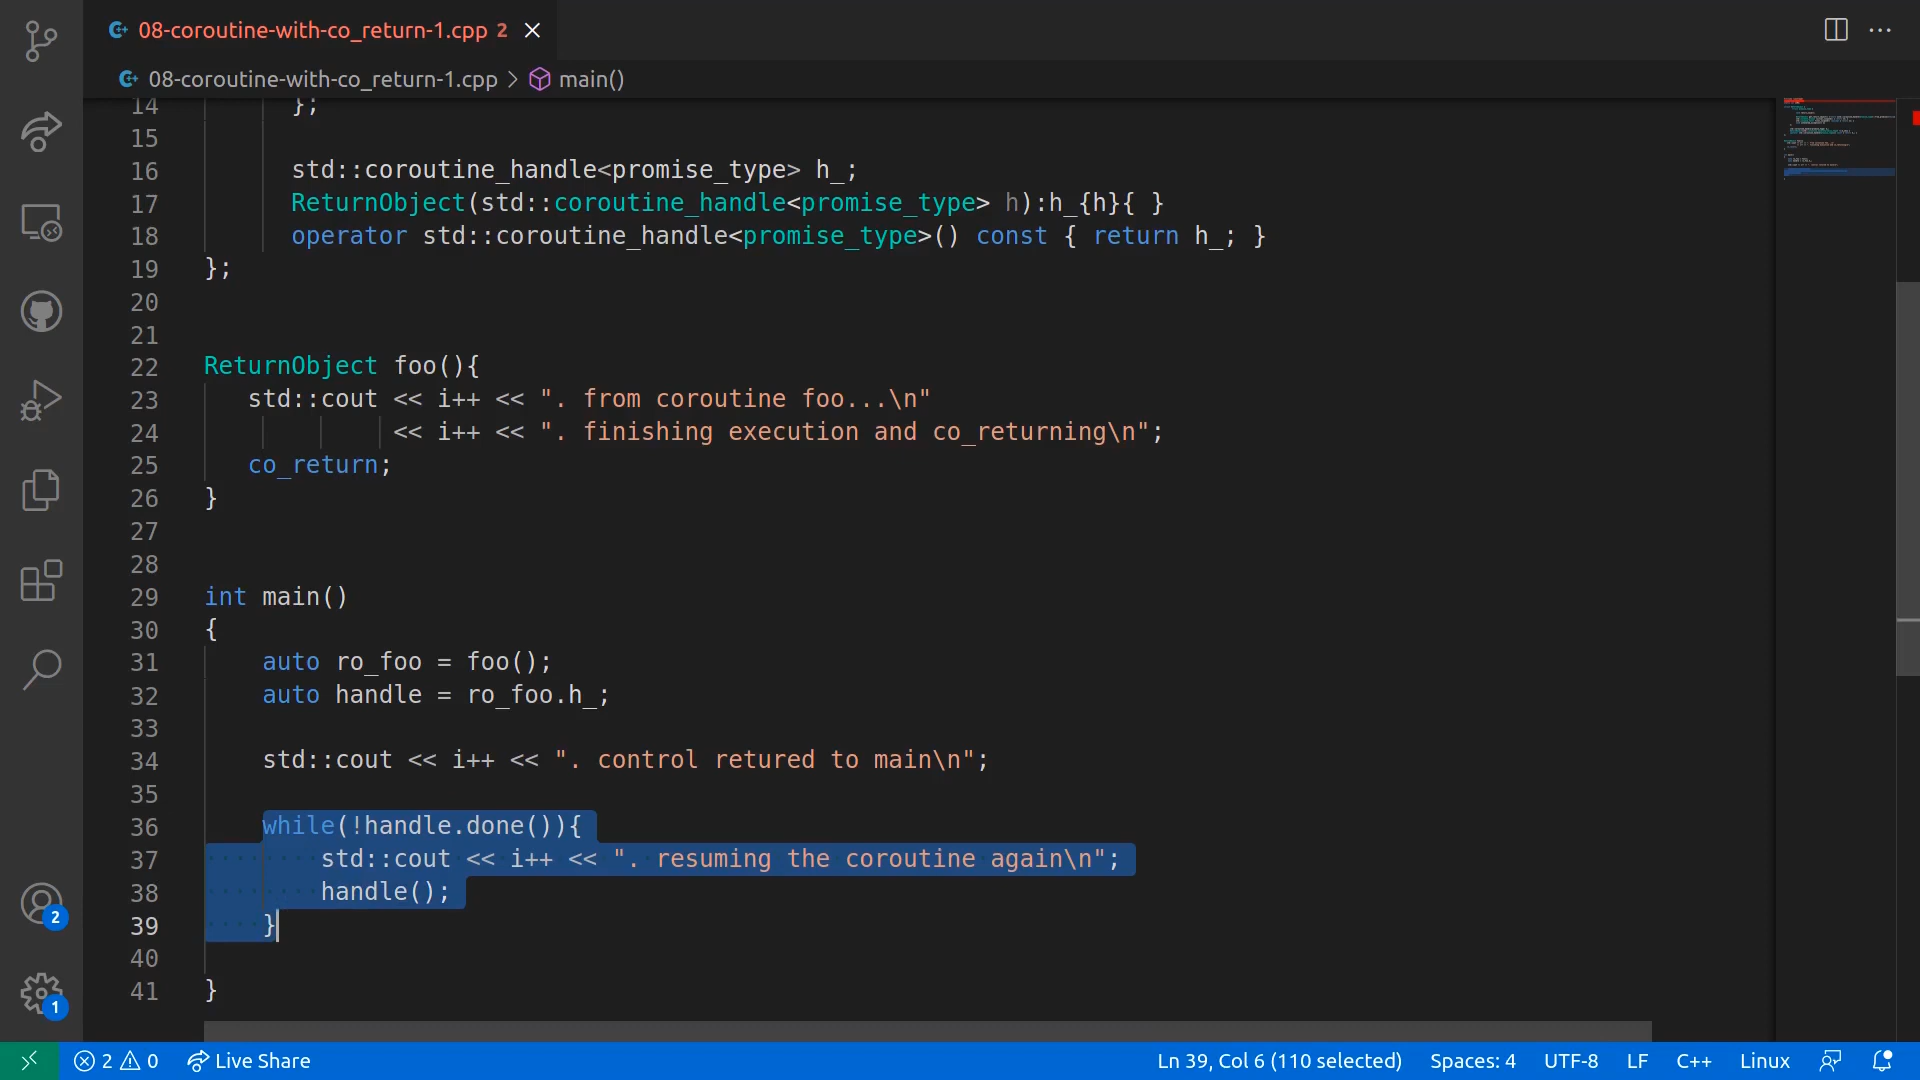 08-coroutine-with-co_return-1.cpp 2
08-coroutine-with-co_return-1.cpp > main()
14 };
15
16 std::coroutine_handle<promise_type> h_;
17 ReturnObject(std::coroutine_handle<promise_type> h):h_{h}{ }
18 operator std::coroutine_handle<promise_type>() const { return h_; }
19 };
20
21
22 ReturnObject foo(){
23 std::cout << i++ << ". from coroutine foo...\n"
24 << i++ << ". finishing execution and co_returning\n";
25 co_return;
26 }
27
28
29 int main()
30 {
31 auto ro_foo = foo();
32 auto handle = ro_foo.h_;
33
34 std::cout << i++ << ". control retured to main\n";
35
36 while(!handle.done()){
37 std::cout << i++ << ". resuming the coroutine again\n";
38 handle();
39 }
40
41 }
2
1
2 0 Live Share Ln 39, Col 6 (110 selected) Spaces: 4 UTF-8 LF C++ Linux